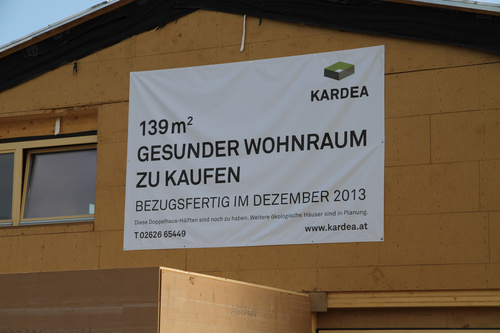 KARDEA
139 m²
GESUNDER WOHNRAUM
ZU KAUFEN
BEZUGSFERTIG IM DEZEMBER 2013
Diese Doppelhaus-Hälften sind noch zu haben. Weitere ökologische Häuser sind in Planung.
T 02626 65449
www.kardea.at